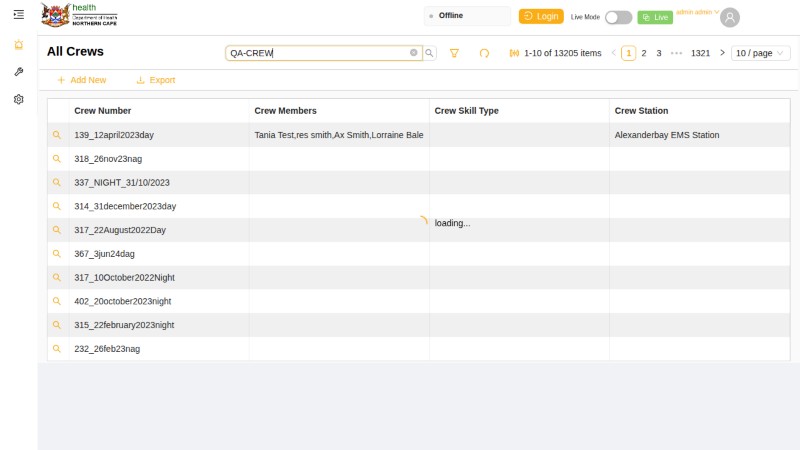 health
Department of Health
NORTHERN CAPE
Offline
Login
Live Mode
Live
admin admin
All Crews
QA-CREW
1-10 of 13205 items
1 2 3 ••• 1321
10 / page
Add New
Export
Crew Number Crew Members Crew Skill Type Crew Station
139_12april2023day Tania Test,res smith,Ax Smith,Lorraine Bale Alexanderbay EMS Station
318_26nov23nag
337_NIGHT_31/10/2023
314_31december2023day
loading...
317_22August2022Day
367_3jun24dag
317_10October2022Night
402_20october2023night
315_22february2023night
232_26feb23nag